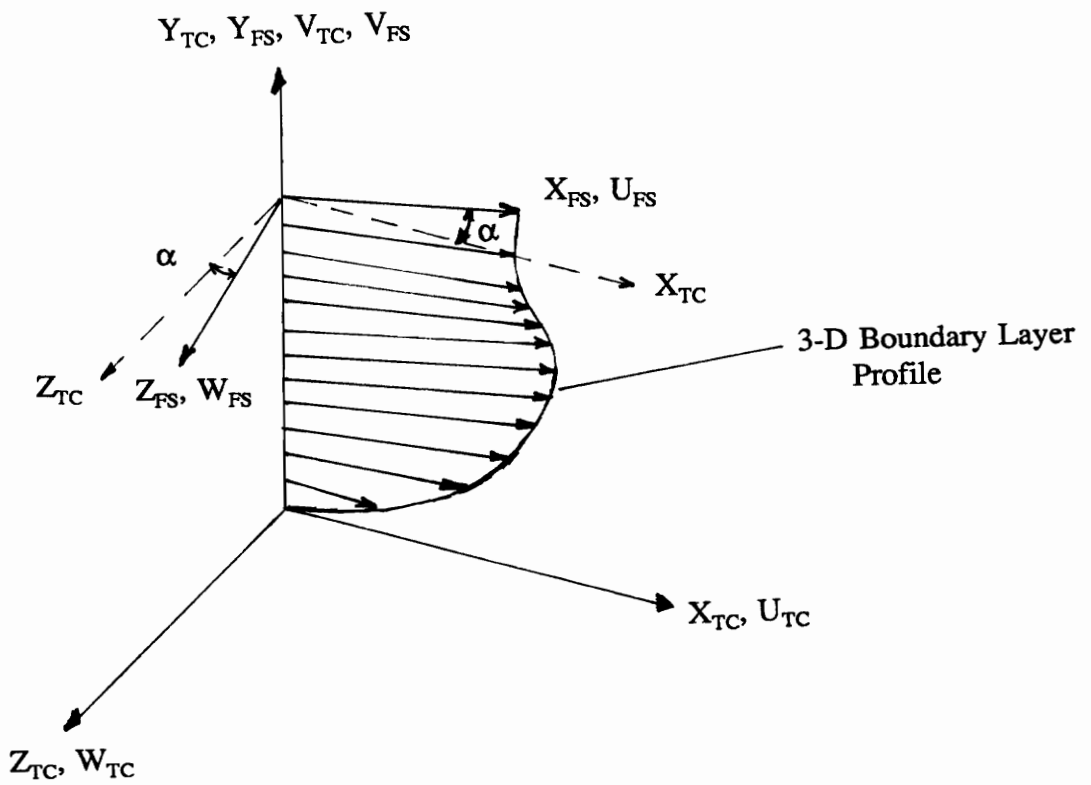 Y_TC, Y_FS, V_TC, V_FS
X_FS, U_FS
α
α
X_TC
3-D Boundary Layer
Profile
Z_TC
Z_FS, W_FS
X_TC, U_TC
Z_TC, W_TC